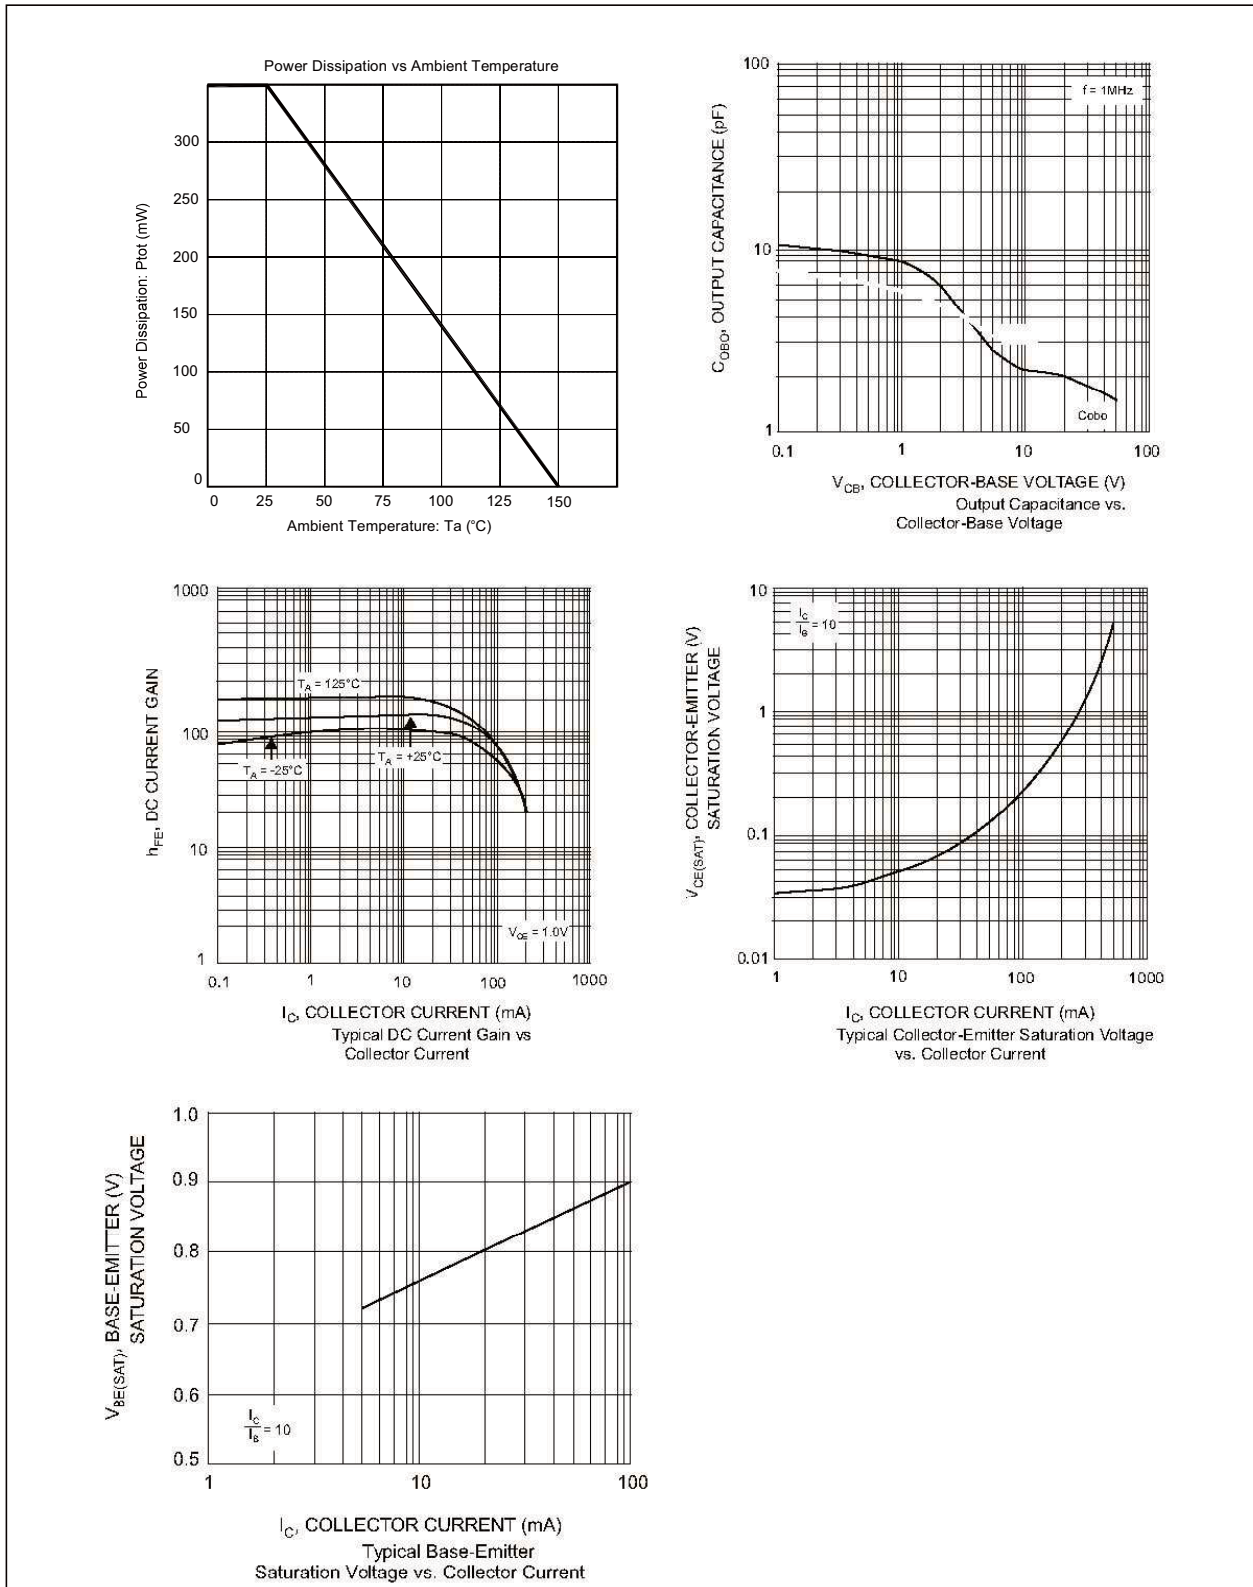 Power Dissipation vs Ambient Temperature
300
250
200
150
100
50
0
0 25 50 75 100 125 150
Power Dissipation: Ptot (mW)
Ambient Temperature: Ta (°C)
100
10
1
0.1 1 10 100
f = 1MHz
Cobo
COBO, OUTPUT CAPACITANCE (pF)
VCB, COLLECTOR-BASE VOLTAGE (V)
Output Capacitance vs.
Collector-Base Voltage
1000
100
10
1
0.1 1 10 100 1000
TA = 125°C
TA = +25°C
TA = -25°C
VCE = 1.0V
hFE, DC CURRENT GAIN
IC, COLLECTOR CURRENT (mA)
Typical DC Current Gain vs
Collector Current
10
1
0.1
0.01
1 10 100 1000
IC
IB = 10
VCE(SAT), COLLECTOR-EMITTER (V)
SATURATION VOLTAGE
IC, COLLECTOR CURRENT (mA)
Typical Collector-Emitter Saturation Voltage
vs. Collector Current
1.0
0.9
0.8
0.7
0.6
0.5
1 10 100
IC
IB = 10
VBE(SAT), BASE-EMITTER (V)
SATURATION VOLTAGE
IC, COLLECTOR CURRENT (mA)
Typical Base-Emitter
Saturation Voltage vs. Collector Current